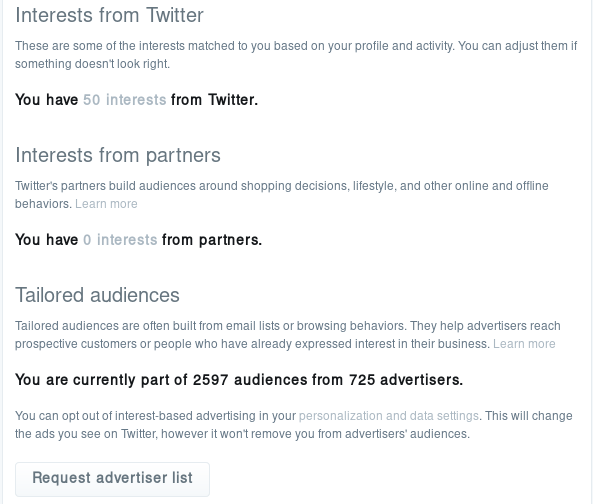 Interests from Twitter
These are some of the interests matched to you based on your profile and activity. You can adjust them if
something doesn't look right.
You have 50 interests from Twitter.
Interests from partners
Twitter's partners build audiences around shopping decisions, lifestyle, and other online and offline
behaviors. Learn more
You have 0 interests from partners.
Tailored audiences
Tailored audiences are often built from email lists or browsing behaviors. They help advertisers reach
prospective customers or people who have already expressed interest in their business. Learn more
You are currently part of 2597 audiences from 725 advertisers.
You can opt out of interest-based advertising in your personalization and data settings. This will change
the ads you see on Twitter, however it won't remove you from advertisers' audiences.
Request advertiser list